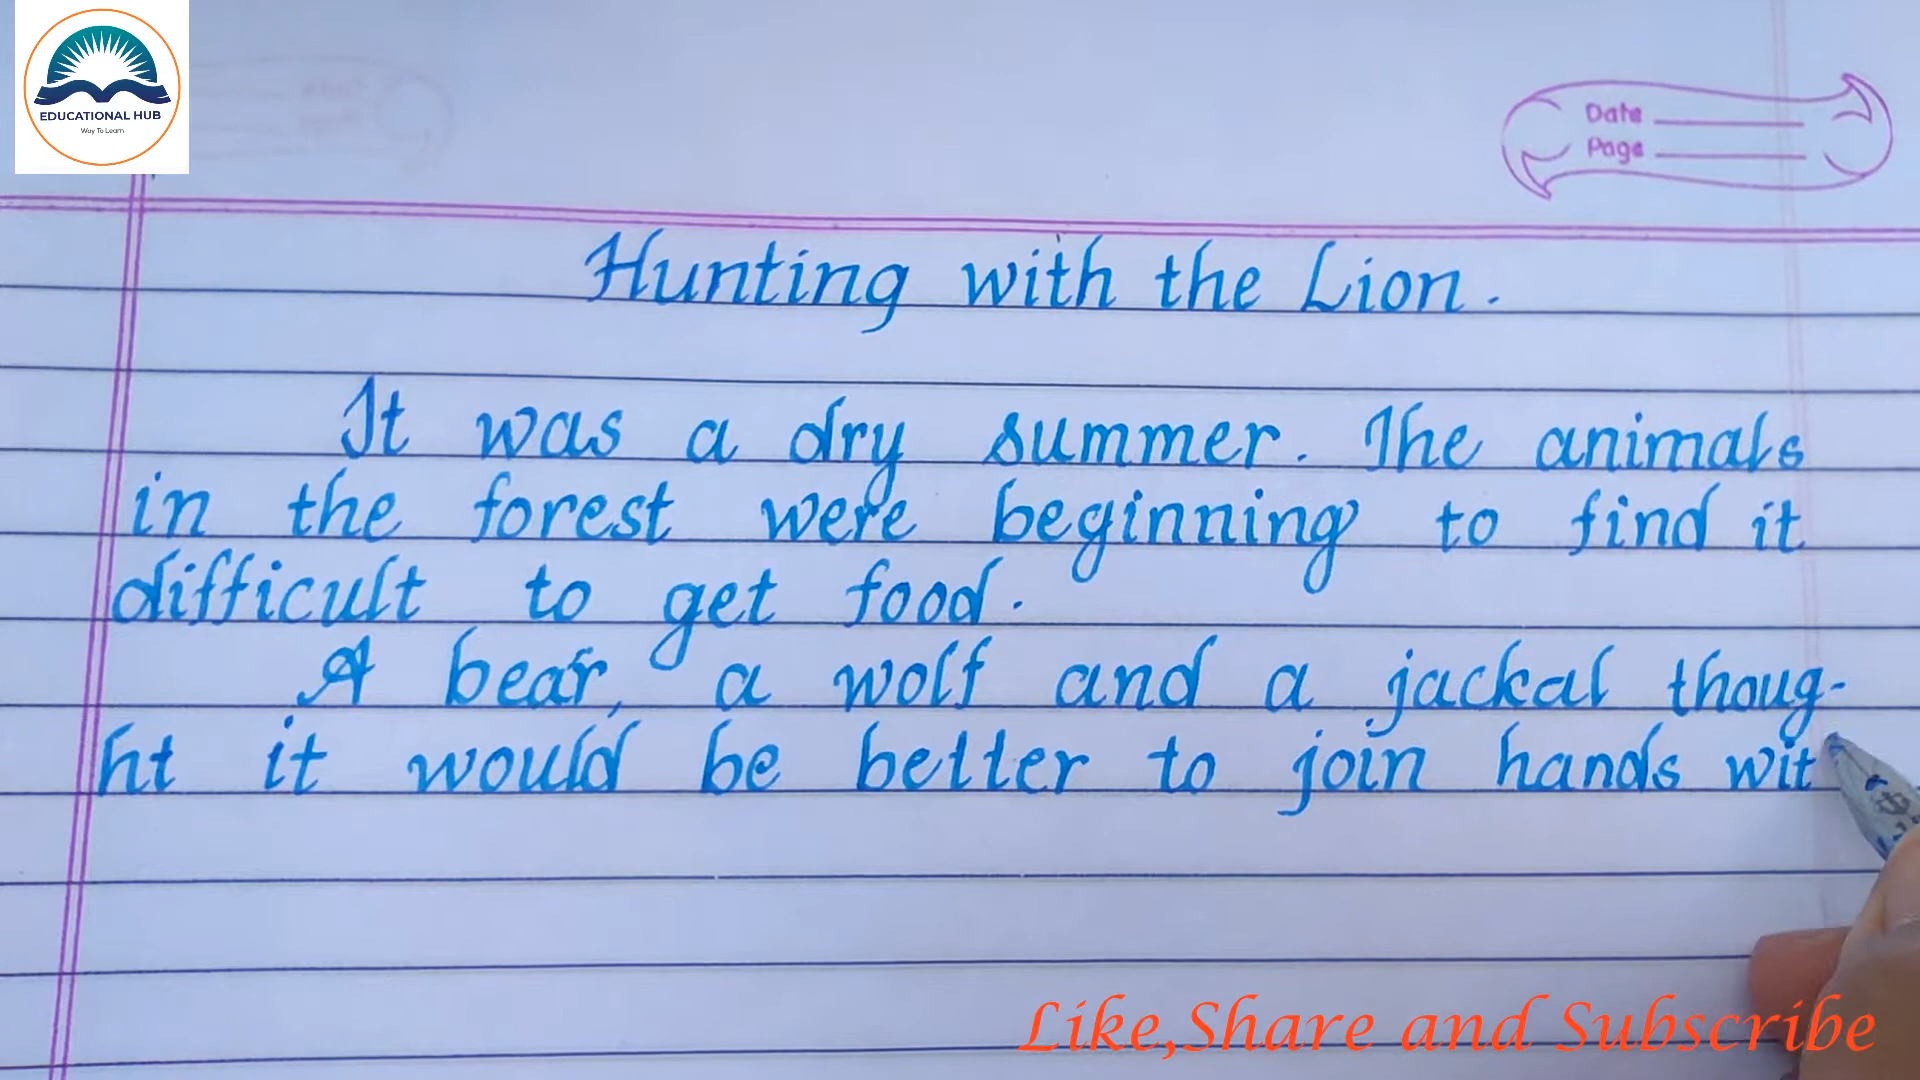 EDUCATIONAL HUB
Way To Learn
Date
Page
Hunting with the Lion.
It was a dry summer. The animals
in the forest were beginning to find it
difficult to get food.
A bear, a wolf and a jackal thoug-
ht it would be better to join hands wit
Like,Share and Subscribe